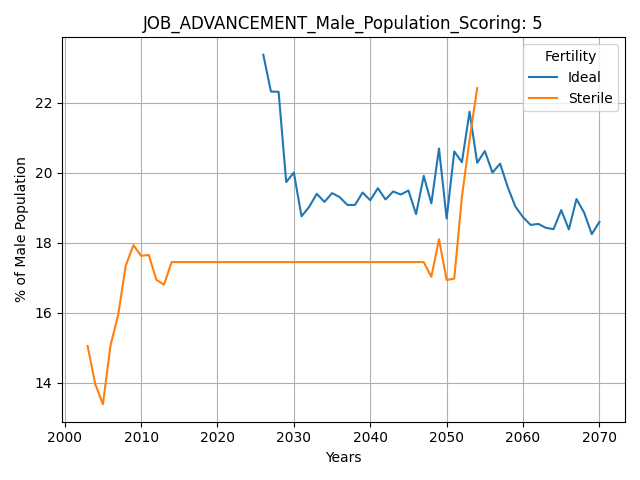 JOB_ADVANCEMENT_Male_Population_Scoring: 5
Fertility
Ideal
Sterile
% of Male Population
22
20
18
16
14
2000 2010 2020 2030 2040 2050 2060 2070
Years